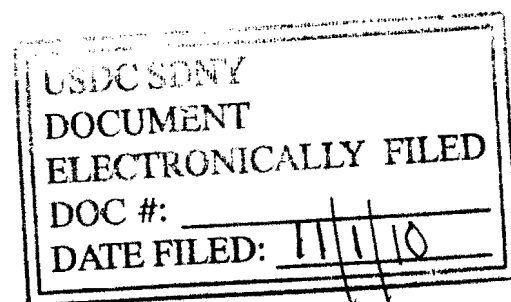 USDC SDNY
DOCUMENT
ELECTRONICALLY FILED
DOC #:
DATE FILED: 11/1/10